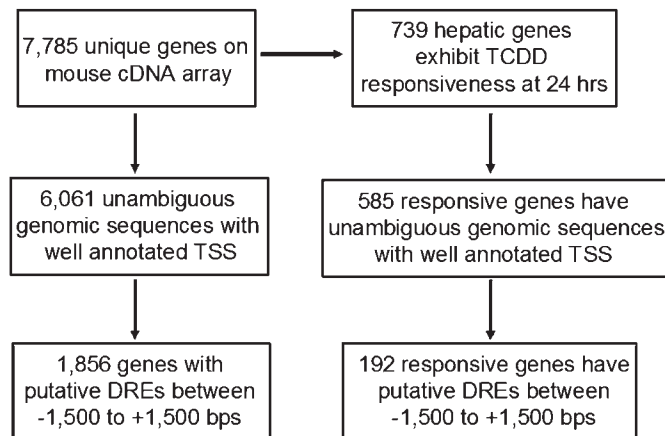 7,785 unique genes on
mouse cDNA array
739 hepatic genes
exhibit TCDD
responsiveness at 24 hrs
6,061 unambiguous
genomic sequences with
well annotated TSS
585 responsive genes have
unambiguous genomic sequences
with well annotated TSS
1,856 genes with
putative DREs between
-1,500 to +1,500 bps
192 responsive genes have
putative DREs between
-1,500 to +1,500 bps